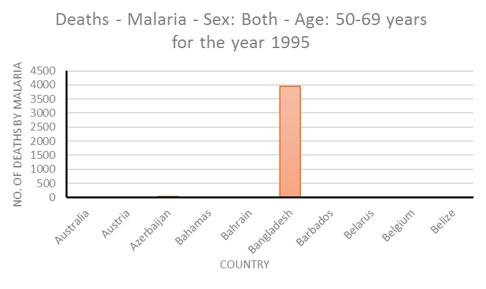 Deaths - Malaria - Sex: Both - Age: 50-69 years
for the year 1995
NO. OF DEATHS BY MALARIA
4500
4000
3500
3000
2500
2000
1500
1000
500
0
Australia
Austria
Azerbaijan
Bahamas
Bahrain
Bangladesh
Barbados
Belarus
Belgium
Belize
COUNTRY